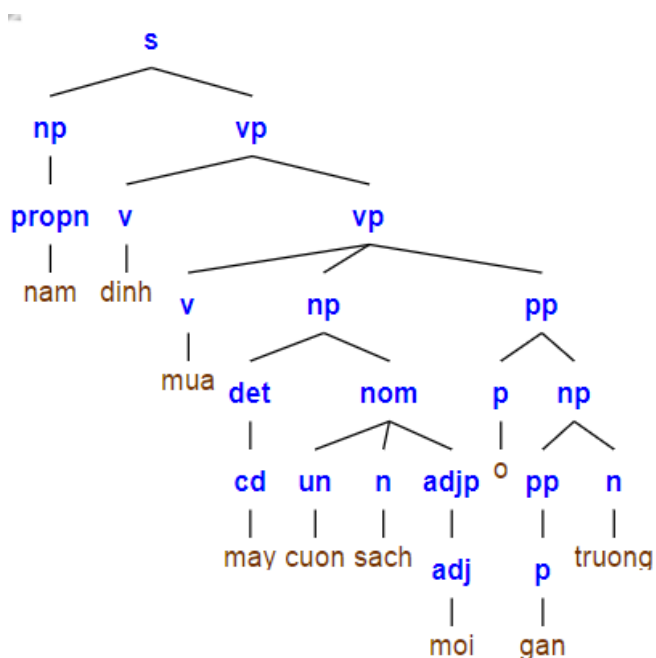 s
np vp
propn v vp
nam dinh v np pp
mua det nom p np
cd un n adjp o pp n
may cuon sach adj p truong
moi gan